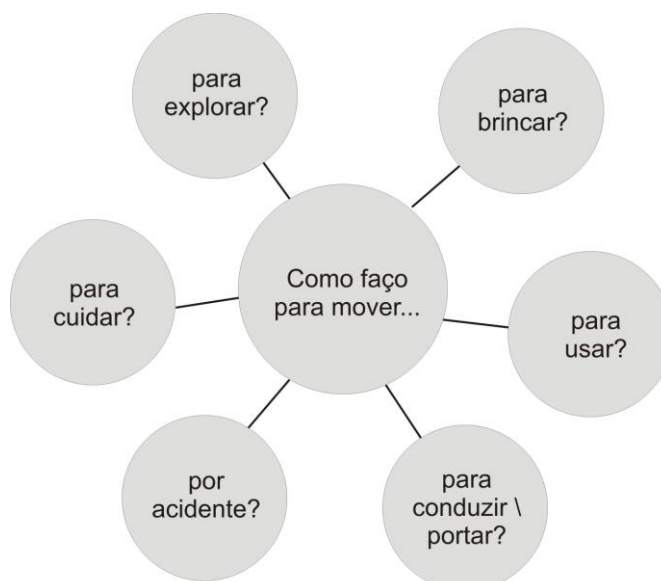 para
explorar?
para
brincar?
Como faço
para mover...
para
cuidar?
para
usar?
por
acidente?
para
conduzir \
portar?